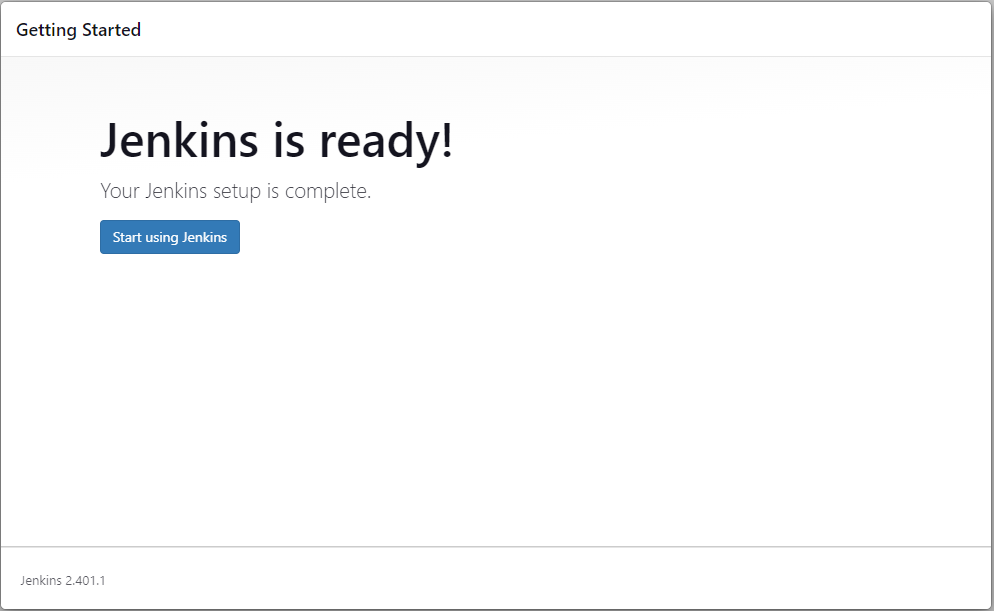 Getting Started
Jenkins is ready!
Your Jenkins setup is complete.
Start using Jenkins
Jenkins 2.401.1